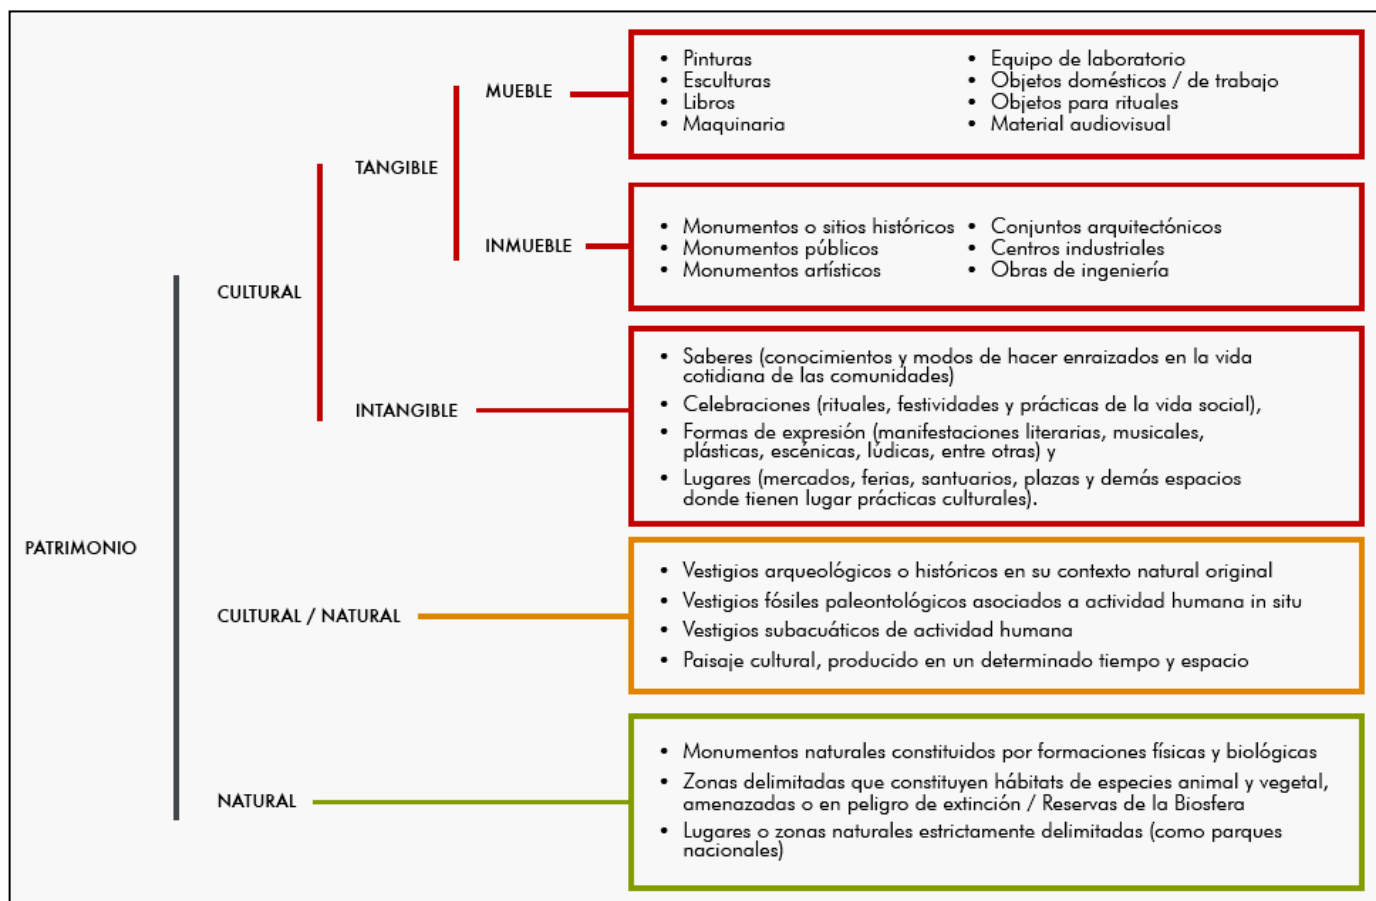 PATRIMONIO
CULTURAL
TANGIBLE
MUEBLE
• Pinturas
• Esculturas
• Libros
• Maquinaria
• Equipo de laboratorio
• Objetos domésticos / de trabajo
• Objetos para rituales
• Material audiovisual
INMUEBLE
• Monumentos o sitios históricos
• Monumentos públicos
• Monumentos artísticos
• Conjuntos arquitectónicos
• Centros industriales
• Obras de ingeniería
INTANGIBLE
• Saberes (conocimientos y modos de hacer enraizados en la vida
cotidiana de las comunidades)
• Celebraciones (rituales, festividades y prácticas de la vida social),
• Formas de expresión (manifestaciones literarias, musicales,
plásticas, escénicas, lúdicas, entre otras) y
• Lugares (mercados, ferias, santuarios, plazas y demás espacios
donde tienen lugar prácticas culturales).
CULTURAL / NATURAL
• Vestigios arqueológicos o históricos en su contexto natural original
• Vestigios fósiles paleontológicos asociados a actividad humana in situ
• Vestigios subacuáticos de actividad humana
• Paisaje cultural, producido en un determinado tiempo y espacio
NATURAL
• Monumentos naturales constituidos por formaciones físicas y biológicas
• Zonas delimitadas que constituyen hábitats de especies animal y vegetal,
amenazadas o en peligro de extinción / Reservas de la Biosfera
• Lugares o zonas naturales estrictamente delimitadas (como parques
nacionales)